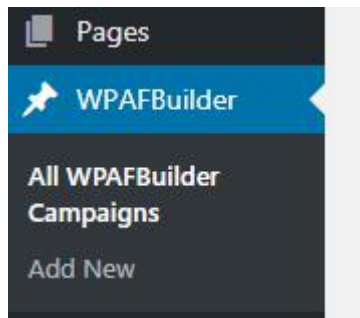 Pages
WPAFBuilder
All WPAFBuilder
Campaigns
Add New